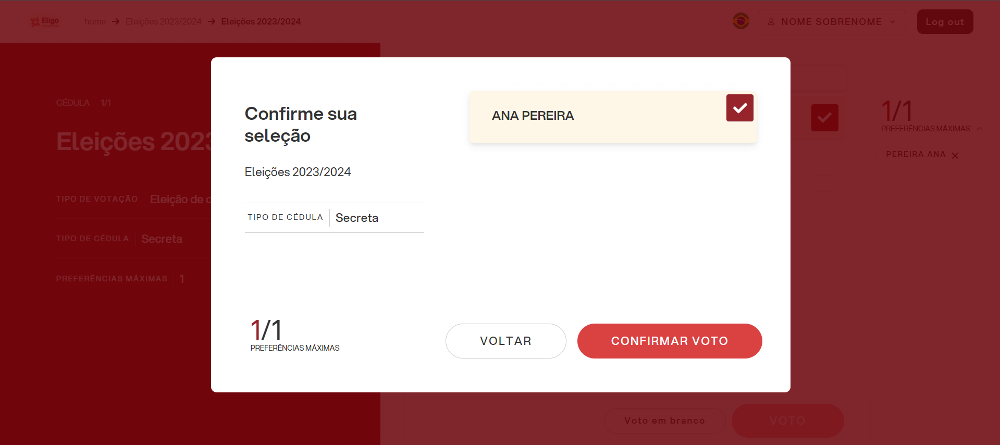 Eligo
home → Eleições 2023/2024 → Eleições 2023/2024
NOME SOBRENOME
Log out
CÉDULA 1/1
Eleições 2023
TIPO DE VOTAÇÃO Eleição de c
TIPO DE CÉDULA Secreta
PREFERÊNCIAS MÁXIMAS 1
Confirme sua
seleção
Eleições 2023/2024
TIPO DE CÉDULA Secreta
ANA PEREIRA
1/1
PREFERÊNCIAS MÁXIMAS
VOLTAR
CONFIRMAR VOTO
1/1
PREFERÊNCIAS MÁXIMAS
PEREIRA ANA
Voto em branco
VOTO